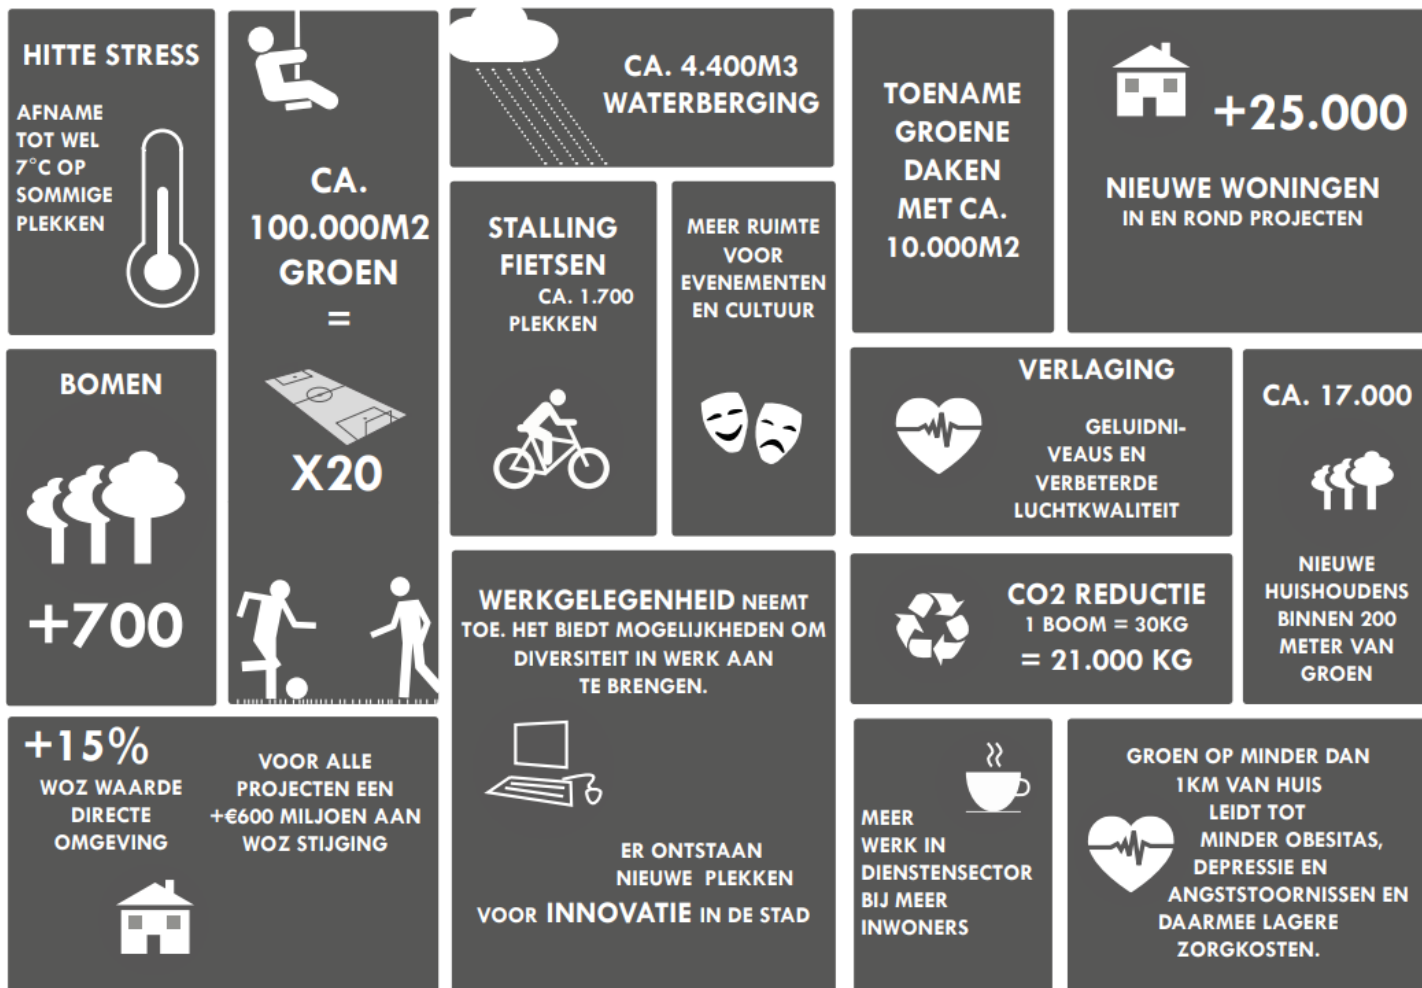 HITTE STRESS
AFNAME
TOT WEL
7°C OP
SOMMIGE
PLEKKEN
CA.
100.000M2
GROEN
=
X20
CA. 4.400M3
WATERBERGING
TOENAME
GROENE
DAKEN
MET CA.
10.000M2
+25.000
NIEUWE WONINGEN
IN EN ROND PROJECTEN
STALLING
FIETSEN
CA. 1.700
PLEKKEN
MEER RUIMTE
VOOR
EVENEMENTEN
EN CULTUUR
BOMEN
+700
VERLAGING
GELUIDNI-
VEAUS EN
VERBETERDE
LUCHTKWALITEIT
CA. 17.000
NIEUWE
HUISHOUDENS
BINNEN 200
METER VAN
GROEN
WERKGELEGENHEID NEEMT
TOE. HET BIEDT MOGELIJKHEDEN OM
DIVERSITEIT IN WERK AAN
TE BRENGEN.
ER ONTSTAAN
NIEUWE PLEKKEN
VOOR INNOVATIE IN DE STAD
CO2 REDUCTIE
1 BOOM = 30KG
= 21.000 KG
+15%
WOZ WAARDE
DIRECTE
OMGEVING
VOOR ALLE
PROJECTEN EEN
+€600 MILJOEN AAN
WOZ STIJGING
MEER
WERK IN
DIENSTENSECTOR
BIJ MEER
INWONERS
GROEN OP MINDER DAN
1KM VAN HUIS
LEIDT TOT
MINDER OBESITAS,
DEPRESSIE EN
ANGSTSTOORNISSEN EN
DAARMEE LAGERE
ZORGKOSTEN.